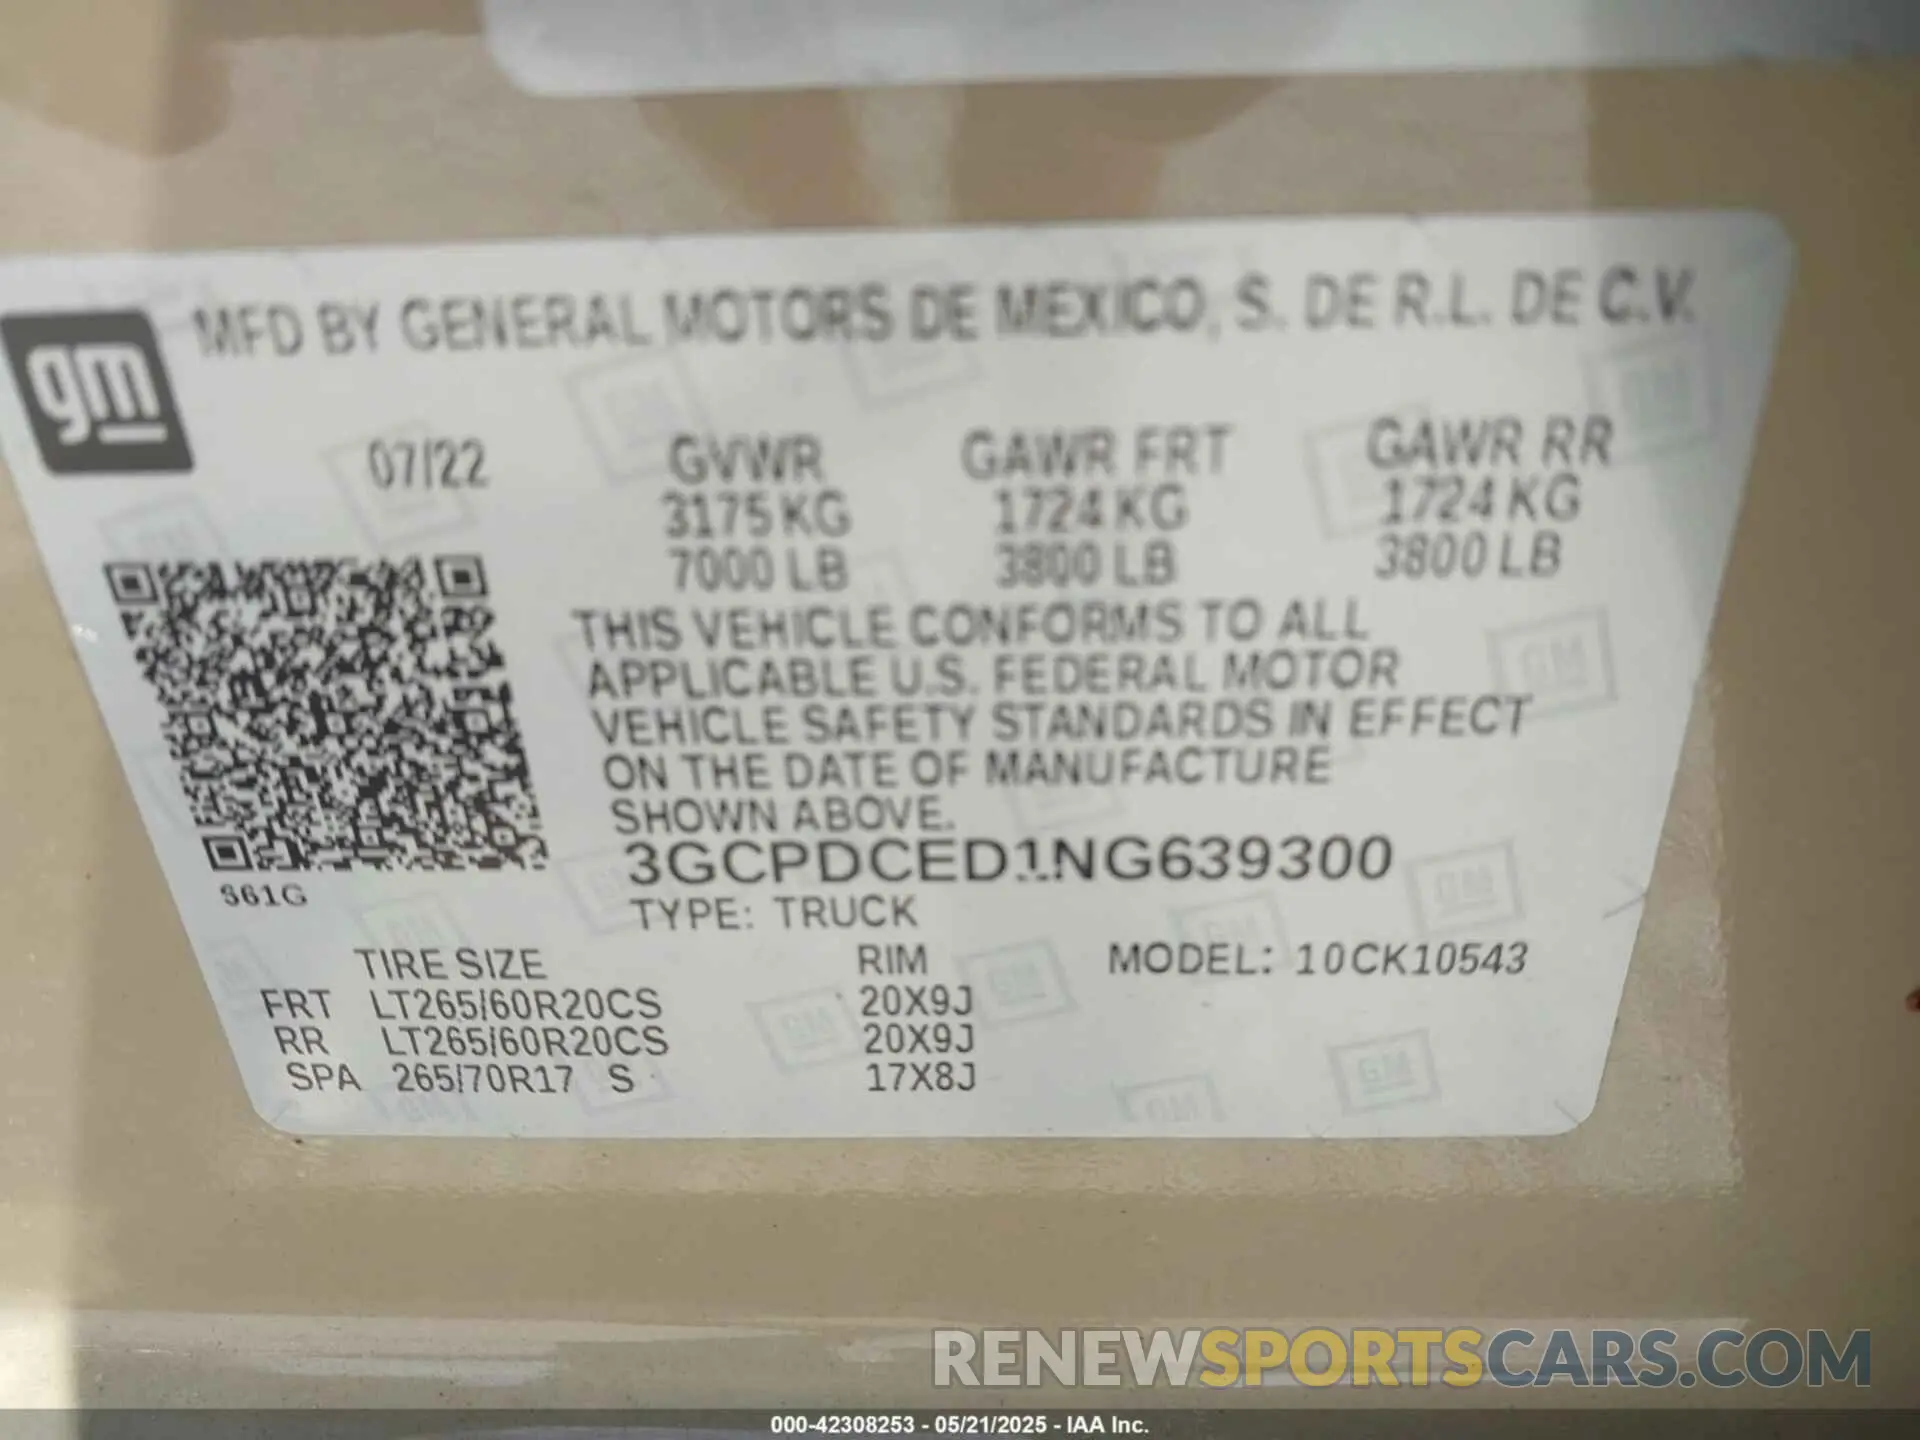 gm
MFD BY GENERAL MOTORS DE MEXICO, S. DE R.L. DE C.V.
07/22 GVWR GAWR FRT GAWR RR
3175 KG 1724 KG 1724 KG
7000 LB 3800 LB 3800 LB
THIS VEHICLE CONFORMS TO ALL
APPLICABLE U.S. FEDERAL MOTOR
VEHICLE SAFETY STANDARDS IN EFFECT
ON THE DATE OF MANUFACTURE
SHOWN ABOVE.
3GCPDCED1NG639300
S61G
TYPE: TRUCK
TIRE SIZE RIM MODEL: 10CK10543
FRT LT265/60R20CS 20X9J
RR LT265/60R20CS 20X9J
SPA 265/70R17 S 17X8J
RENEWSPORTSCARS.COM
000-42308253 - 05/21/2025 - IAA Inc.